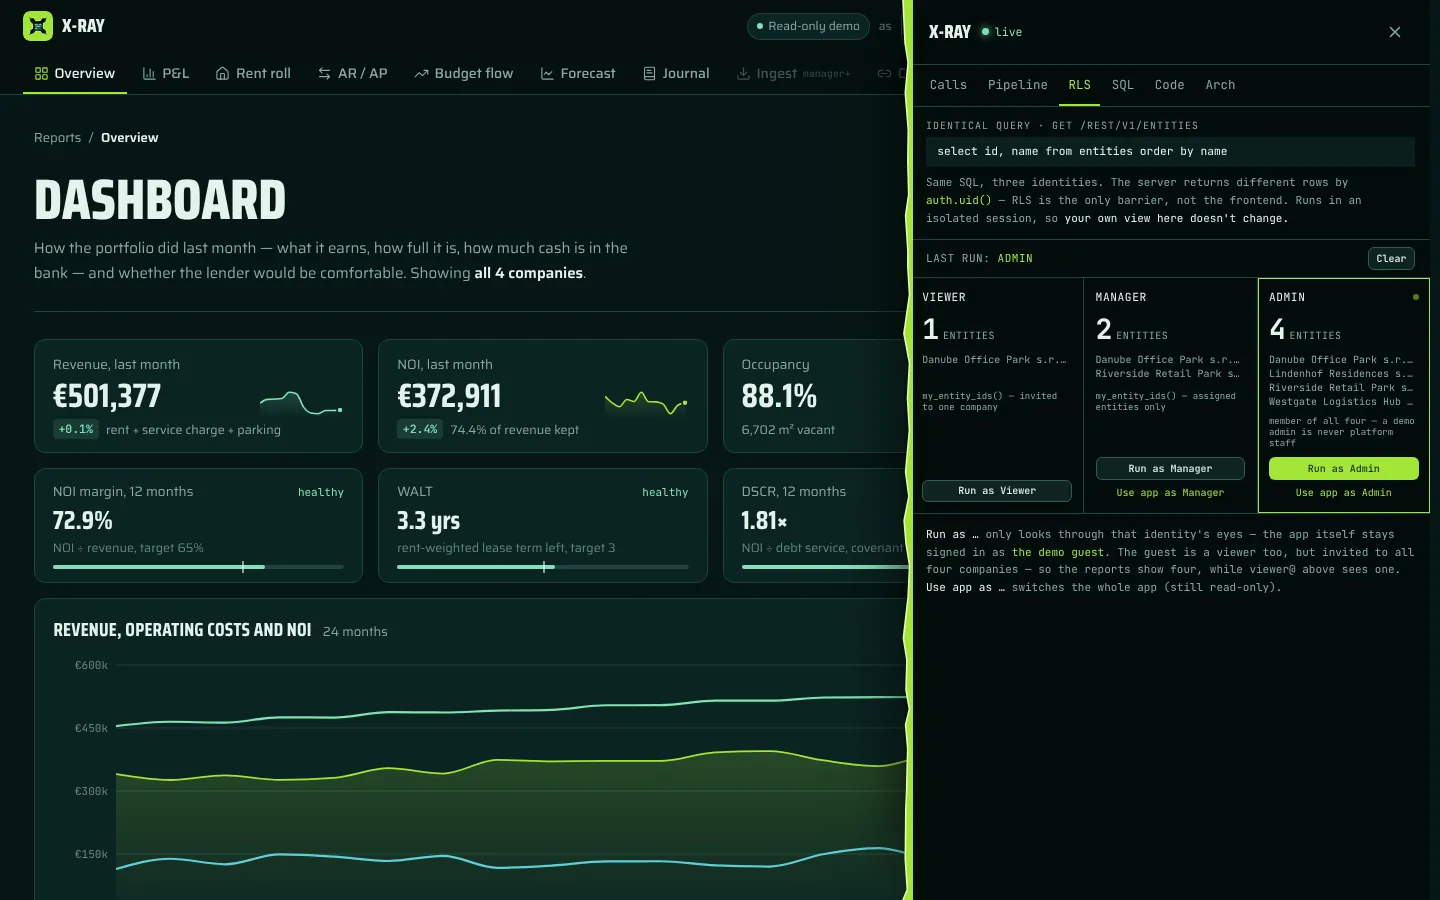 X-RAY
Read-only demo as
Overview P&L Rent roll AR / AP Budget flow Forecast Journal Ingest manager+
Reports / Overview
DASHBOARD
How the portfolio did last month — what it earns, how full it is, how much cash is in the
bank — and whether the lender would be comfortable. Showing all 4 companies.
Revenue, last month
€501,377
+0.1% rent + service charge + parking
NOI, last month
€372,911
+2.4% 74.4% of revenue kept
Occupancy
88.1%
6,702 m² vacant
NOI margin, 12 months healthy
72.9%
NOI ÷ revenue, target 65%
WALT healthy
3.3 yrs
rent-weighted lease term left, target 3
DSCR, 12 months
1.81×
NOI ÷ debt service, covenant
REVENUE, OPERATING COSTS AND NOI 24 months
€600k
€450k
€300k
€150k
X-RAY live
Calls Pipeline RLS SQL Code Arch
IDENTICAL QUERY · GET /REST/V1/ENTITIES
select id, name from entities order by name
Same SQL, three identities. The server returns different rows by
auth.uid() — RLS is the only barrier, not the frontend. Runs in an
isolated session, so your own view here doesn't change.
LAST RUN: ADMIN Clear
VIEWER
1 ENTITIES
Danube Office Park s.r.…
my_entity_ids() — invited
to one company
Run as Viewer
MANAGER
2 ENTITIES
Danube Office Park s.r.…
Riverside Retail Park s…
my_entity_ids() — assigned
entities only
Run as Manager
Use app as Manager
ADMIN
4 ENTITIES
Danube Office Park s.r.…
Lindenhof Residences s.…
Riverside Retail Park s…
Westgate Logistics Hub …
member of all four — a demo
admin is never platform
staff
Run as Admin
Use app as Admin
Run as … only looks through that identity's eyes — the app itself stays
signed in as the demo guest. The guest is a viewer too, but invited to all
four companies — so the reports show four, while viewer@ above sees one.
Use app as … switches the whole app (still read-only).